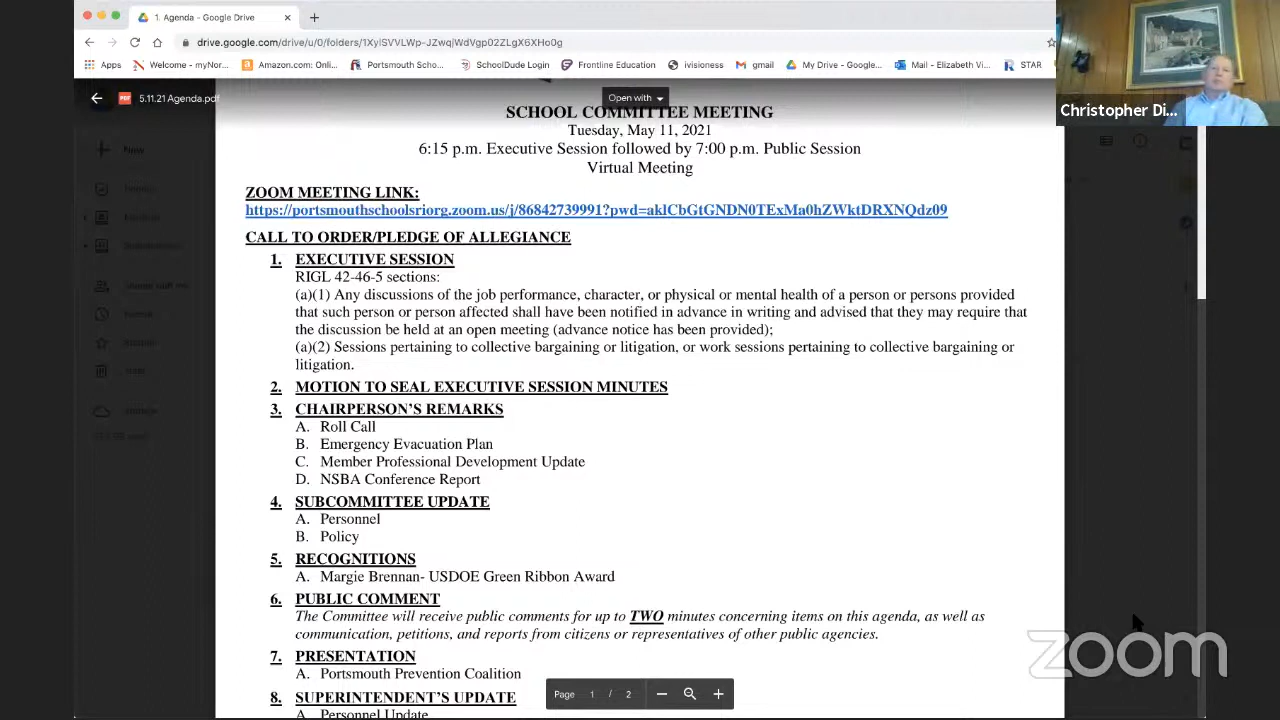 1. Agenda - Google Drive
drive.google.com/drive/u/0/folders/1XyiSVVLWp-JZwqjWdVgp02ZLgX6XHo0g
Apps Welcome - myNor... Amazon.com: Onli... Portsmouth Scho... SchoolDude Login Frontline Education ivisioness gmail My Drive - Google... Mail - Elizabeth Vi... STAR
5.11.21 Agenda.pdf
Open with
Christopher Di...
SCHOOL COMMITTEE MEETING
Tuesday, May 11, 2021
6:15 p.m. Executive Session followed by 7:00 p.m. Public Session
Virtual Meeting
ZOOM MEETING LINK:
https://portsmouthschoolsriorg.zoom.us/j/86842739991?pwd=aklCbGtGNDN0TExMa0hZWktDRXNQdz09
CALL TO ORDER/PLEDGE OF ALLEGIANCE
1. EXECUTIVE SESSION
RIGL 42-46-5 sections:
(a)(1) Any discussions of the job performance, character, or physical or mental health of a person or persons provided
that such person or person affected shall have been notified in advance in writing and advised that they may require that
the discussion be held at an open meeting (advance notice has been provided);
(a)(2) Sessions pertaining to collective bargaining or litigation, or work sessions pertaining to collective bargaining or
litigation.
2. MOTION TO SEAL EXECUTIVE SESSION MINUTES
3. CHAIRPERSON'S REMARKS
A. Roll Call
B. Emergency Evacuation Plan
C. Member Professional Development Update
D. NSBA Conference Report
4. SUBCOMMITTEE UPDATE
A. Personnel
B. Policy
5. RECOGNITIONS
A. Margie Brennan- USDOE Green Ribbon Award
6. PUBLIC COMMENT
The Committee will receive public comments for up to TWO minutes concerning items on this agenda, as well as
communication, petitions, and reports from citizens or representatives of other public agencies.
7. PRESENTATION
A. Portsmouth Prevention Coalition
8. SUPERINTENDENT'S UPDATE
A. Personnel Update
Page 1 / 2
zoom